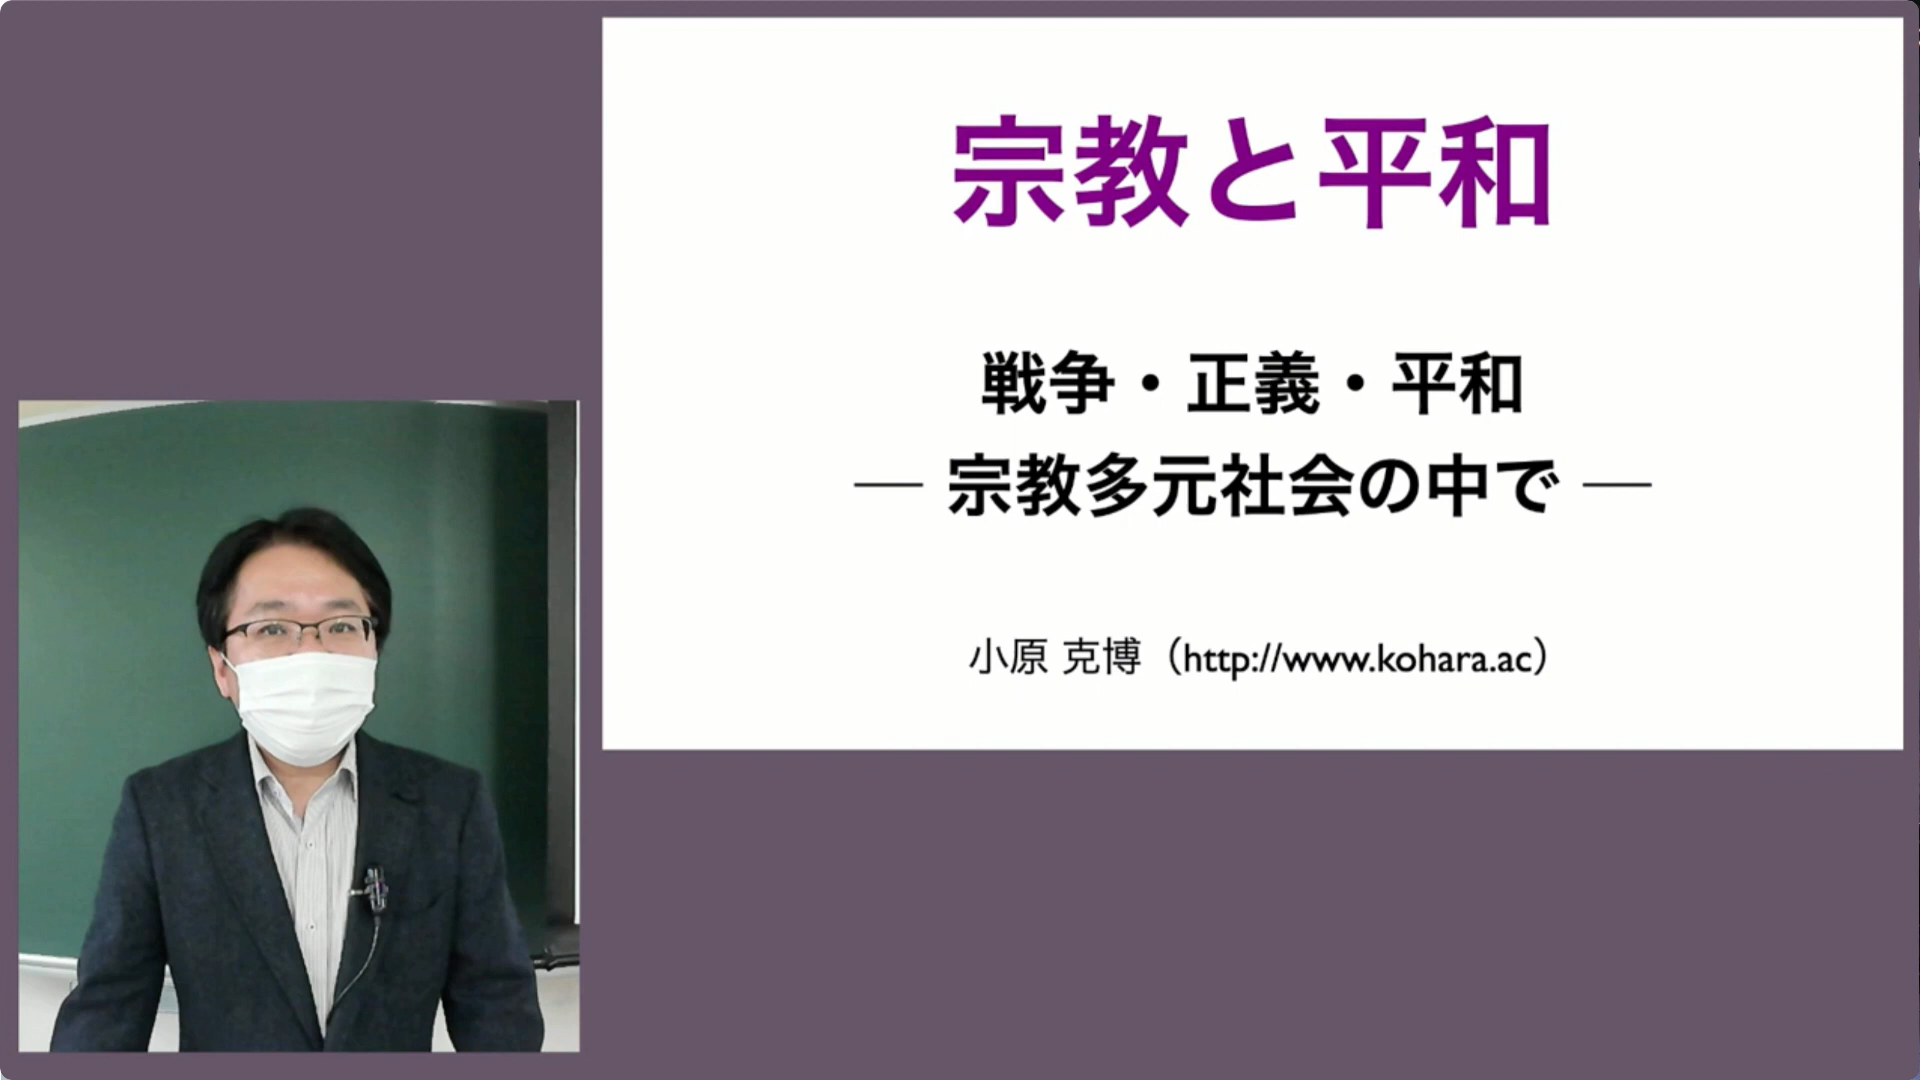 宗教と平和
戦争・正義・平和
― 宗教多元社会の中で ―
小原 克博（http://www.kohara.ac）